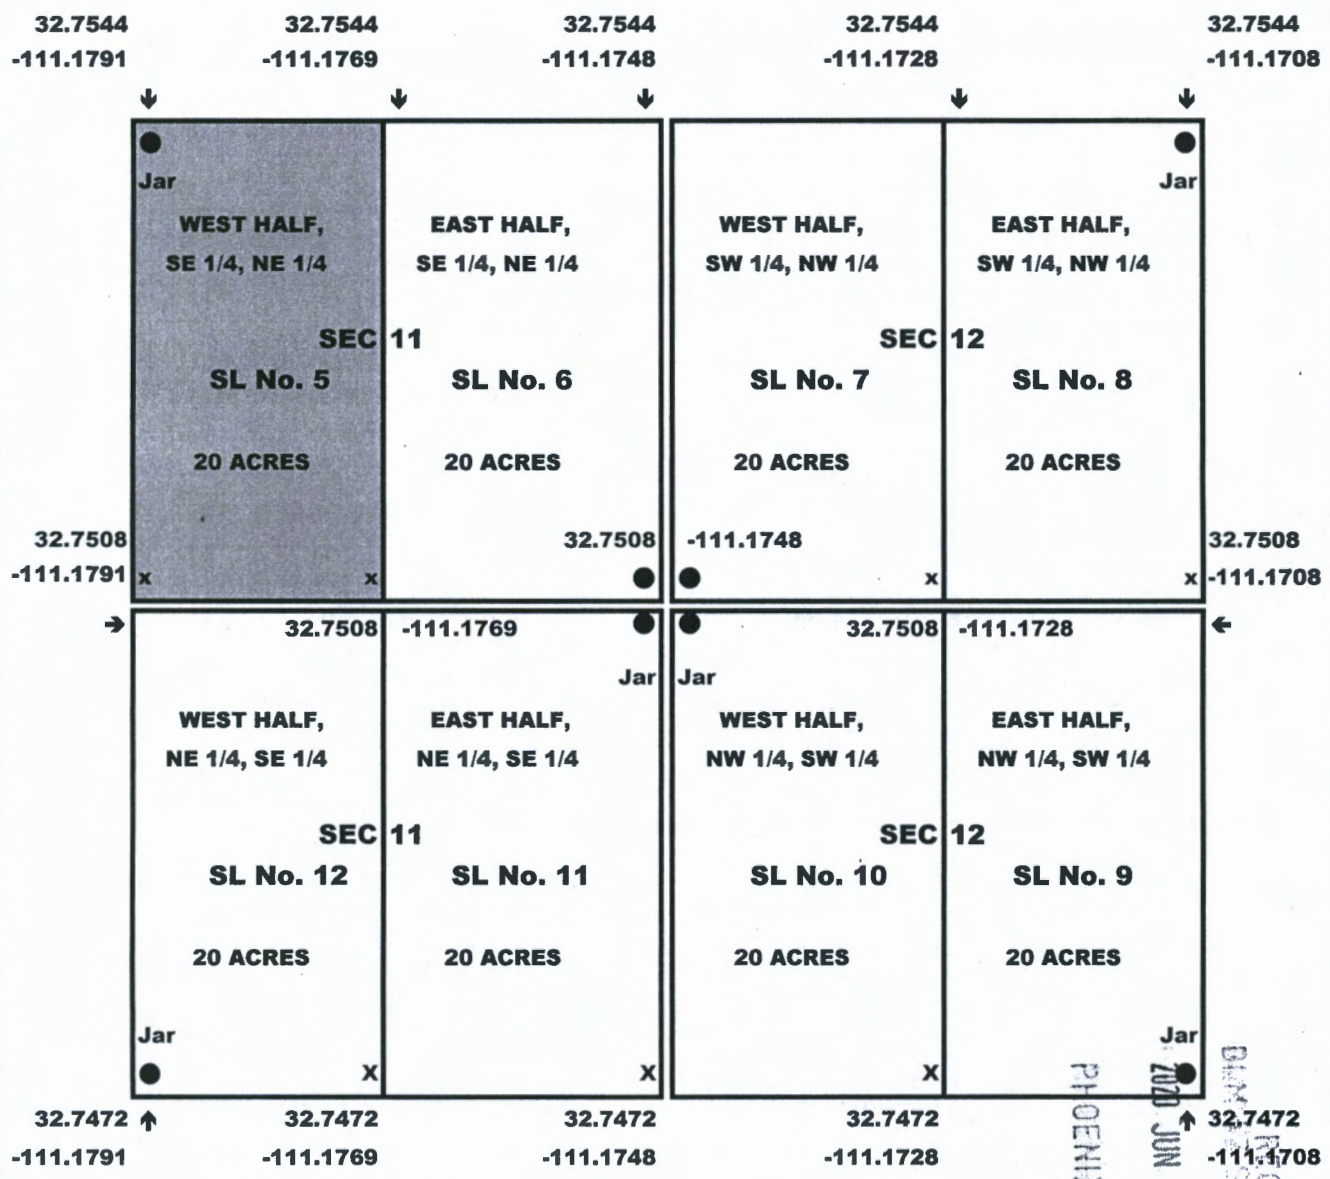 32.7544 32.7544 32.7544 32.7544 32.7544
-111.1791 -111.1769 -111.1748 -111.1728 -111.1708
Jar Jar
WEST HALF, EAST HALF, WEST HALF, EAST HALF,
SE 1/4, NE 1/4 SE 1/4, NE 1/4 SW 1/4, NW 1/4 SW 1/4, NW 1/4
SEC 11 SEC 12
SL No. 5 SL No. 6 SL No. 7 SL No. 8
20 ACRES 20 ACRES 20 ACRES 20 ACRES
32.7508 32.7508 -111.1748 32.7508
-111.1791 x x x x -111.1708
32.7508 -111.1769 32.7508 -111.1728
Jar Jar
WEST HALF, EAST HALF, WEST HALF, EAST HALF,
NE 1/4, SE 1/4 NE 1/4, SE 1/4 NW 1/4, SW 1/4 NW 1/4, SW 1/4
SEC 11 SEC 12
SL No. 12 SL No. 11 SL No. 10 SL No. 9
20 ACRES 20 ACRES 20 ACRES 20 ACRES
Jar Jar
x x x
32.7472 32.7472 32.7472 32.7472 32.7472
-111.1791 -111.1769 -111.1748 -111.1728 -111.1708
2020 JUN